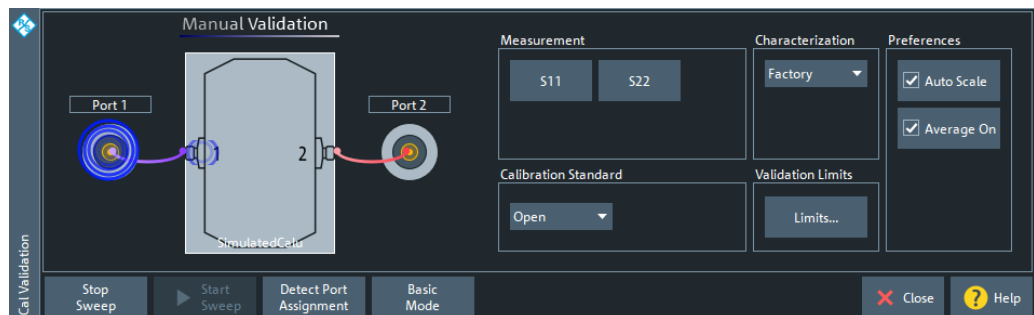 Manual Validation
Port 1
Port 2
1
2
SimulatedCalu
Measurement
S11
S22
Characterization
Factory
Preferences
Auto Scale
Average On
Calibration Standard
Open
Validation Limits
Limits...
Cal Validation
Stop
Sweep
Start
Sweep
Detect Port
Assignment
Basic
Mode
Close
? Help